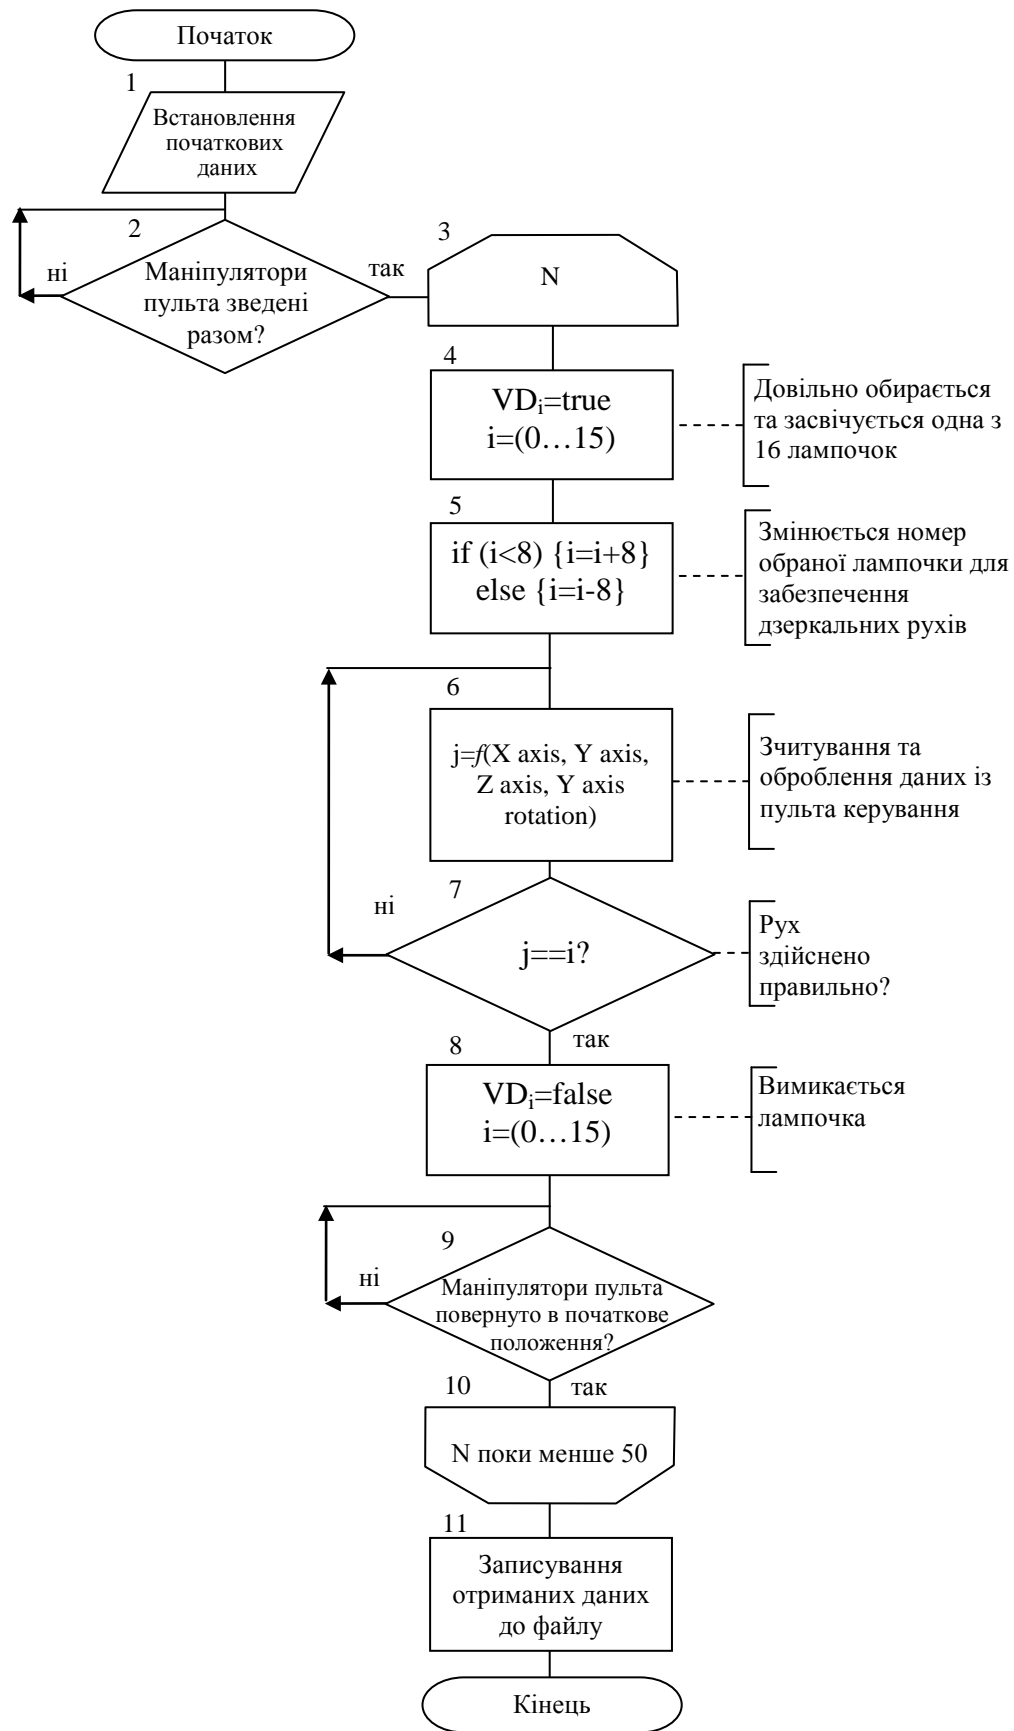 Початок
1
Встановлення
початкових
даних
2
ні
Маніпулятори
пульта зведені
разом?
так
3
N
4
VDᵢ=true
i=(0…15)
Довільно обирається
та засвічується одна з
16 лампочок
5
if (i<8) {i=i+8}
else {i=i-8}
Змінюється номер
обраної лампочки для
забезпечення
дзеркальних рухів
6
j=f(X axis, Y axis,
Z axis, Y axis
rotation)
Зчитування та
оброблення даних із
пульта керування
7
ні
j==i?
Рух
здійснено
правильно?
так
8
VDᵢ=false
i=(0…15)
Вимикається
лампочка
9
ні
Маніпулятори пульта
повернуто в початкове
положення?
так
10
N поки менше 50
11
Записування
отриманих даних
до файлу
Кінець